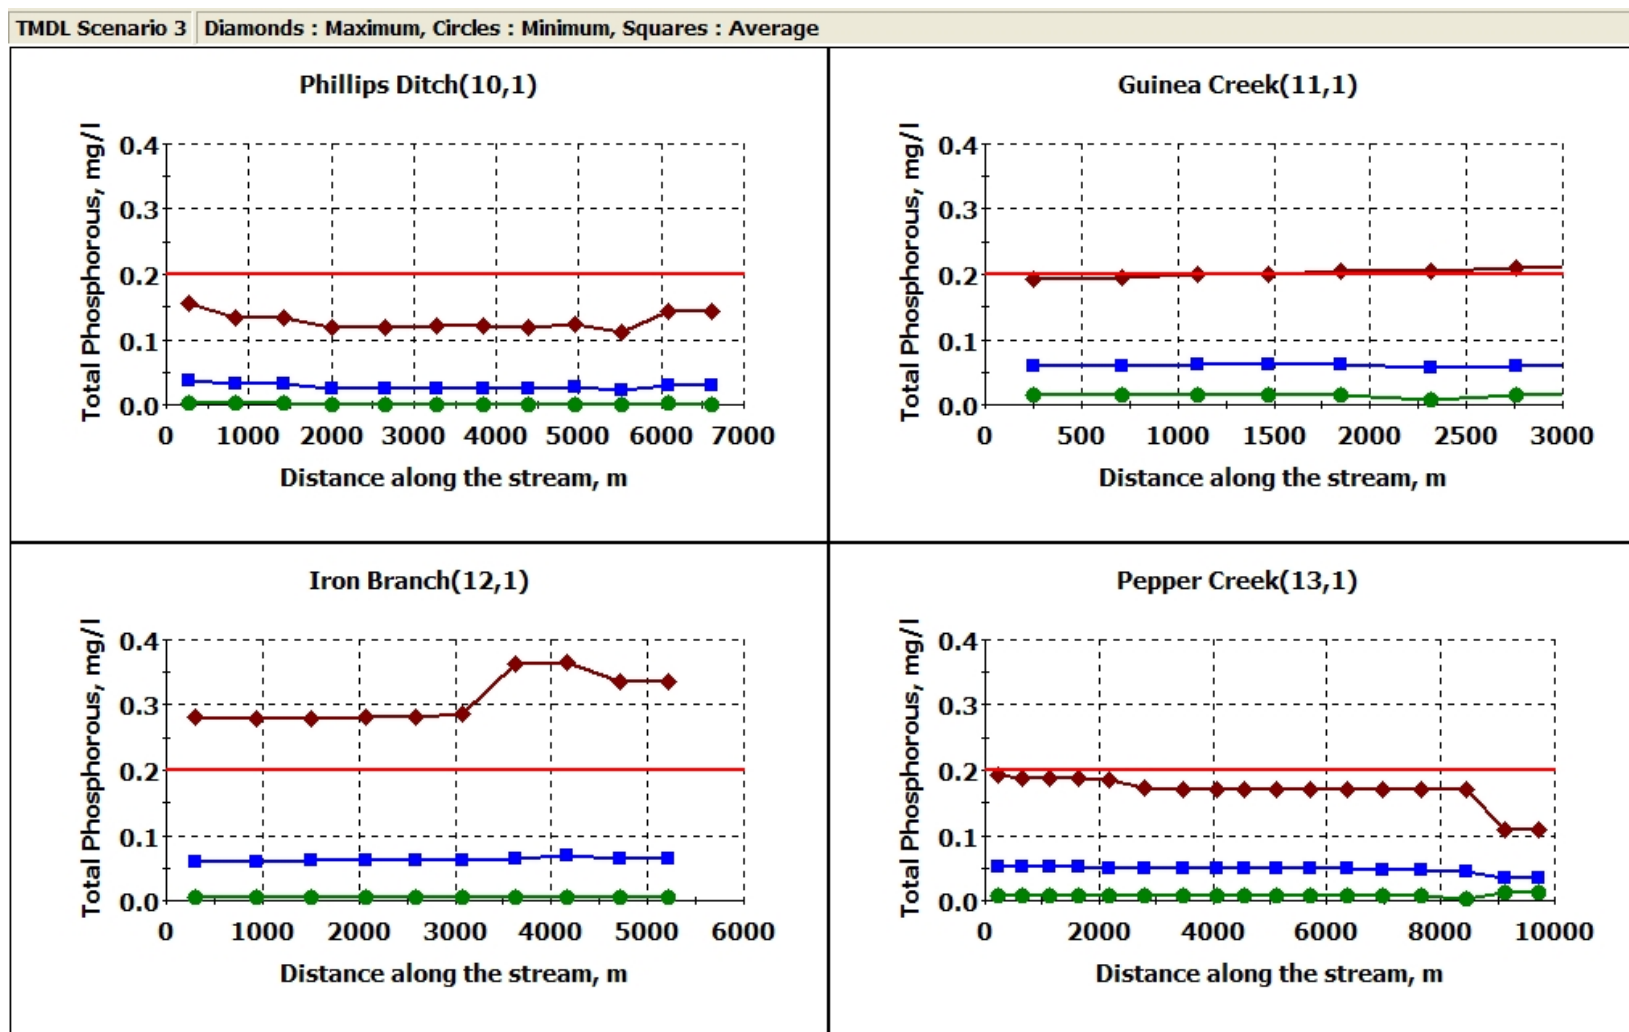 TMDL Scenario 3 Diamonds : Maximum, Circles : Minimum, Squares : Average
Phillips Ditch(10,1)
Total Phosphorous, mg/l
0.4
0.3
0.2
0.1
0.0
0 1000 2000 3000 4000 5000 6000 7000
Distance along the stream, m
Guinea Creek(11,1)
Total Phosphorous, mg/l
0.4
0.3
0.2
0.1
0.0
0 500 1000 1500 2000 2500 3000
Distance along the stream, m
Iron Branch(12,1)
Total Phosphorous, mg/l
0.4
0.3
0.2
0.1
0.0
0 1000 2000 3000 4000 5000 6000
Distance along the stream, m
Pepper Creek(13,1)
Total Phosphorous, mg/l
0.4
0.3
0.2
0.1
0.0
0 2000 4000 6000 8000 10000
Distance along the stream, m